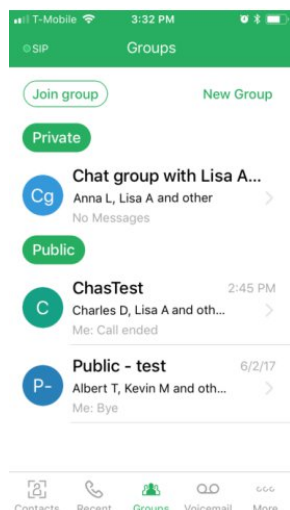 T-Mobile 3:32 PM
SIP Groups
Join group New Group
Private
Chat group with Lisa A...
Cg Anna L, Lisa A and other
No Messages
Public
ChasTest 2:45 PM
C Charles D, Lisa A and oth...
Me: Call ended
Public - test 6/2/17
P- Albert T, Kevin M and oth...
Me: Bye
Contacts Recent Groups Voicemail More